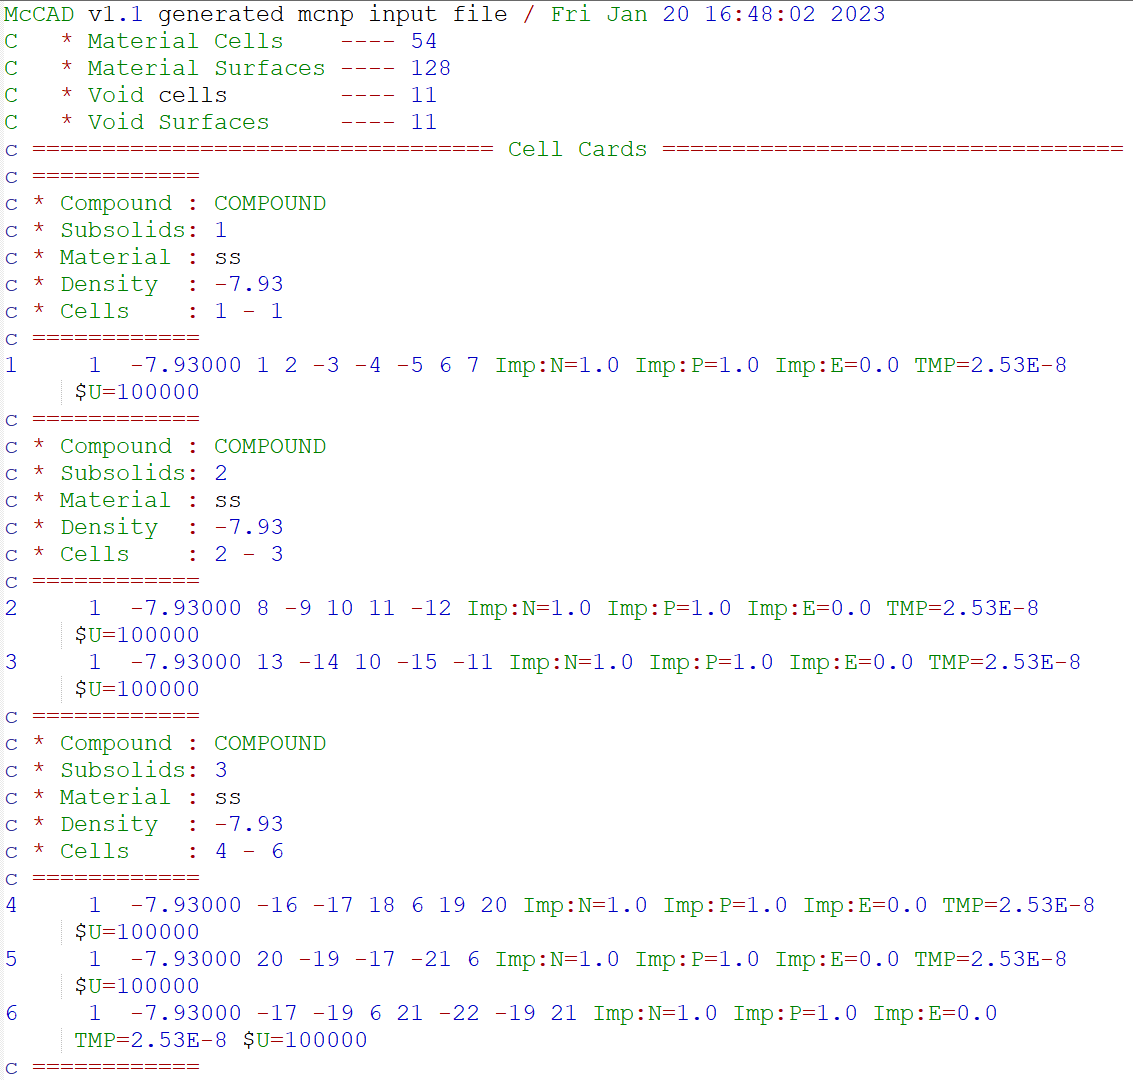 McCAD v1.1 generated mcnp input file / Fri Jan 20 16:48:02 2023
C   * Material Cells    ---- 54
C   * Material Surfaces ---- 128
C   * Void cells        ---- 11
C   * Void Surfaces     ---- 11
c ================================= Cell Cards =================================
c ============
c * Compound : COMPOUND
c * Subsolids: 1
c * Material : ss
c * Density  : -7.93
c * Cells    : 1 - 1
c ============
1     1  -7.93000 1 2 -3 -4 -5 6 7 Imp:N=1.0 Imp:P=1.0 Imp:E=0.0 TMP=2.53E-8
     $U=100000
c ============
c * Compound : COMPOUND
c * Subsolids: 2
c * Material : ss
c * Density  : -7.93
c * Cells    : 2 - 3
c ============
2     1  -7.93000 8 -9 10 11 -12 Imp:N=1.0 Imp:P=1.0 Imp:E=0.0 TMP=2.53E-8
     $U=100000
3     1  -7.93000 13 -14 10 -15 -11 Imp:N=1.0 Imp:P=1.0 Imp:E=0.0 TMP=2.53E-8
     $U=100000
c ============
c * Compound : COMPOUND
c * Subsolids: 3
c * Material : ss
c * Density  : -7.93
c * Cells    : 4 - 6
c ============
4     1  -7.93000 -16 -17 18 6 19 20 Imp:N=1.0 Imp:P=1.0 Imp:E=0.0 TMP=2.53E-8
     $U=100000
5     1  -7.93000 20 -19 -17 -21 6 Imp:N=1.0 Imp:P=1.0 Imp:E=0.0 TMP=2.53E-8
     $U=100000
6     1  -7.93000 -17 -19 6 21 -22 -19 21 Imp:N=1.0 Imp:P=1.0 Imp:E=0.0
     TMP=2.53E-8 $U=100000
c ============